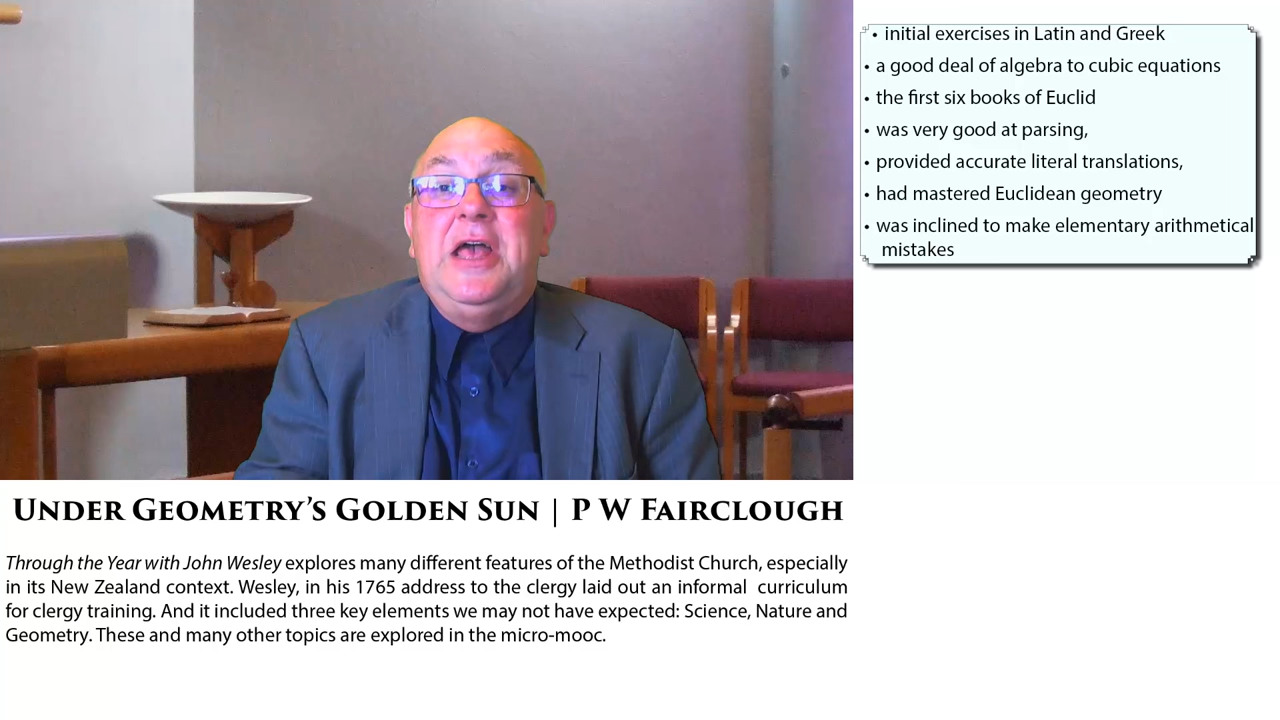 • initial exercises in Latin and Greek
• a good deal of algebra to cubic equations
• the first six books of Euclid
• was very good at parsing,
• provided accurate literal translations,
• had mastered Euclidean geometry
• was inclined to make elementary arithmetical
mistakes
Under Geometry’s Golden Sun | P W Fairclough
Through the Year with John Wesley explores many different features of the Methodist Church, especially
in its New Zealand context. Wesley, in his 1765 address to the clergy laid out an informal curriculum
for clergy training. And it included three key elements we may not have expected: Science, Nature and
Geometry. These and many other topics are explored in the micro-mooc.